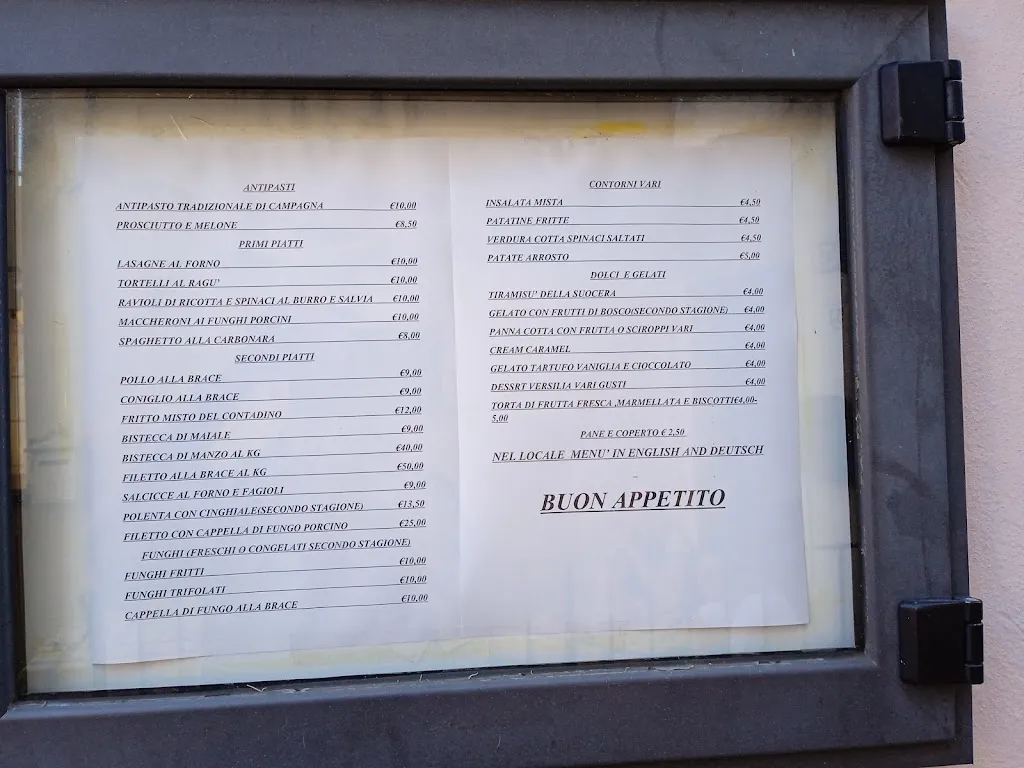 ANTIPASTI
ANTIPASTO TRADIZIONALE DI CAMPAGNA €10,00
PROSCIUTTO E MELONE €8,50
PRIMI PIATTI
LASAGNE AL FORNO €10,00
TORTELLI AL RAGU' €10,00
RAVIOLI DI RICOTTA E SPINACI AL BURRO E SALVIA €10,00
MACCHERONI AI FUNGHI PORCINI €10,00
SPAGHETTO ALLA CARBONARA €8,00
SECONDI PIATTI
POLLO ALLA BRACE €9,00
CONIGLIO ALLA BRACE €9,00
FRITTO MISTO DEL CONTADINO €12,00
BISTECCA DI MAIALE €9,00
BISTECCA DI MANZO AL KG €40,00
FILETTO ALLA BRACE AL KG €50,00
SALCICCE AL FORNO E FAGIOLI €9,00
POLENTA CON CINGHIALE(SECONDO STAGIONE) €13,50
FILETTO CON CAPPELLA DI FUNGO PORCINO €25,00
FUNGHI (FRESCHI O CONGELATI SECONDO STAGIONE)
FUNGHI FRITTI €10,00
FUNGHI TRIFOLATI €10,00
CAPPELLA DI FUNGO ALLA BRACE €10,00
CONTORNI VARI
INSALATA MISTA €4,50
PATATINE FRITTE €4,50
VERDURA COTTA SPINACI SALTATI €4,50
PATATE ARROSTO €5,00
DOLCI E GELATI
TIRAMISU' DELLA SUOCERA €4,00
GELATO CON FRUTTI DI BOSCO(SECONDO STAGIONE) €4,00
PANNA COTTA CON FRUTTA O SCIROPPI VARI €4,00
CREAM CARAMEL €4,00
GELATO TARTUFO VANIGLIA E CIOCCOLATO €4,00
DESSRT VERSILIA VARI GUSTI €4,00
TORTA DI FRUTTA FRESCA ,MARMELLATA E BISCOTTI€4,00-
5,00
PANE E COPERTO € 2,50
NEL LOCALE MENU' IN ENGLISH AND DEUTSCH
BUON APPETITO